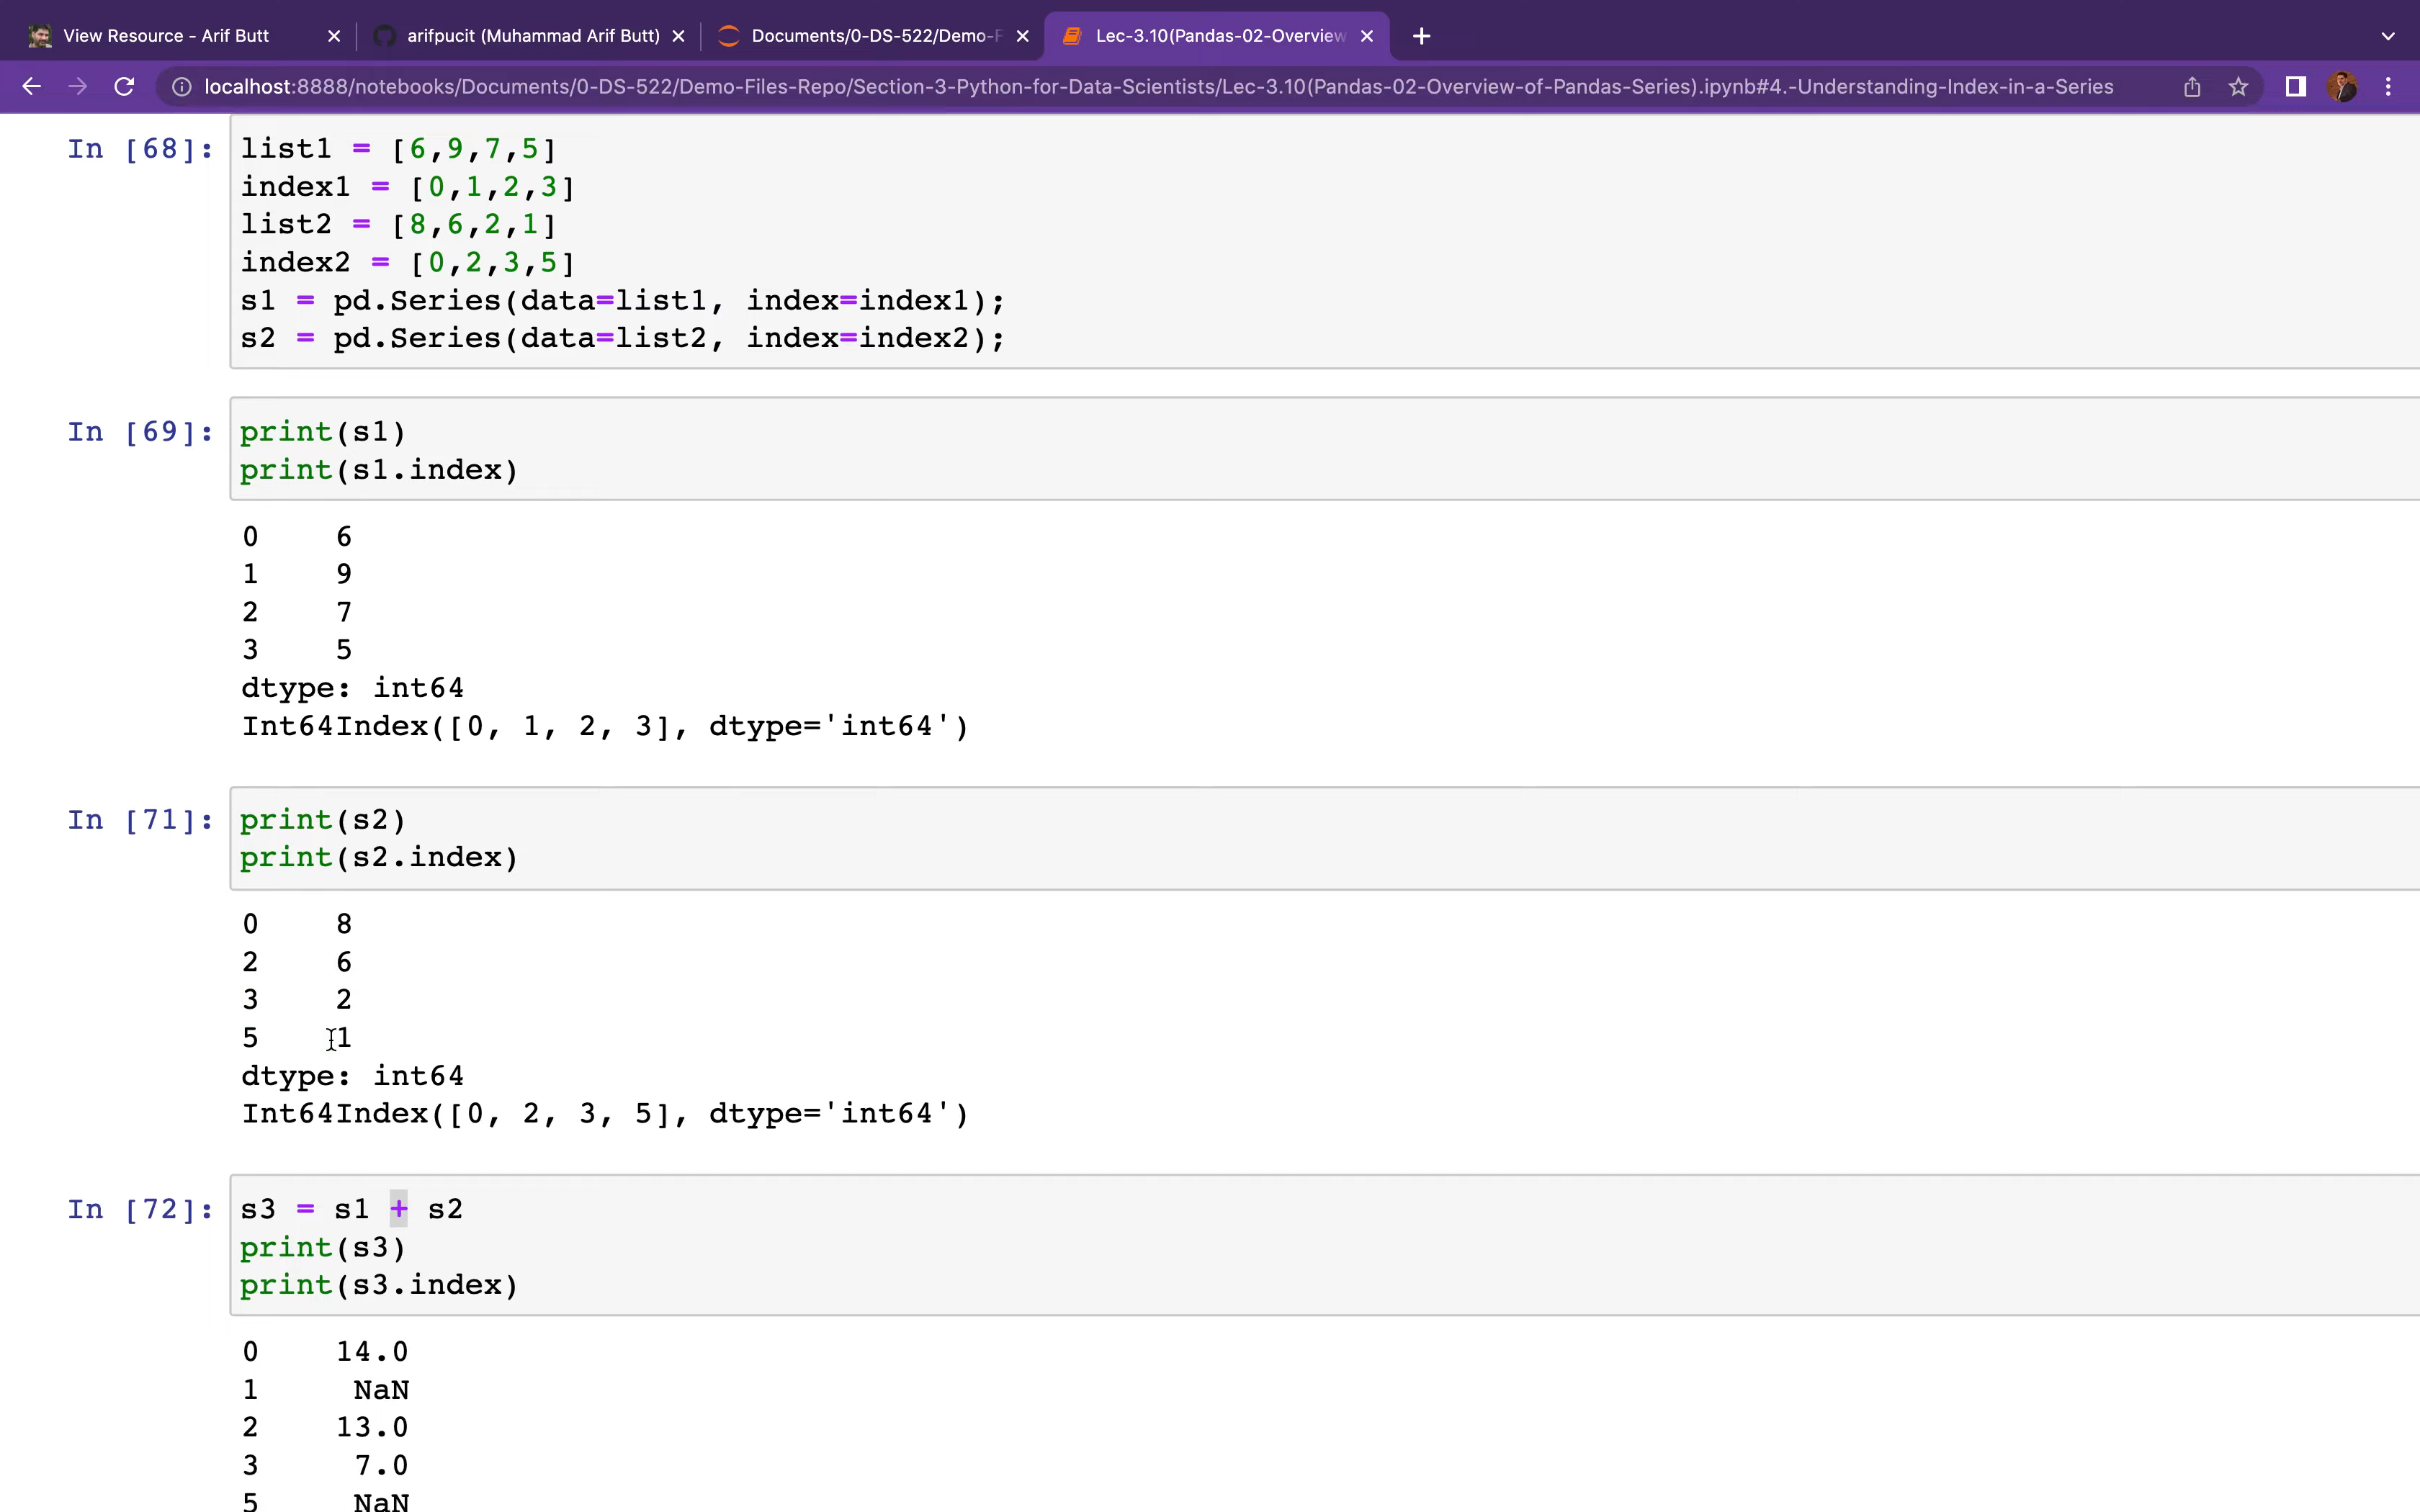 View Resource - Arif Butt
arifpucit (Muhammad Arif Butt)
Documents/0-DS-522/Demo-F
Lec-3.10(Pandas-02-Overview
localhost:8888/notebooks/Documents/0-DS-522/Demo-Files-Repo/Section-3-Python-for-Data-Scientists/Lec-3.10(Pandas-02-Overview-of-Pandas-Series).ipynb#4.-Understanding-Index-in-a-Series
In [68]: list1 = [6,9,7,5]
index1 = [0,1,2,3]
list2 = [8,6,2,1]
index2 = [0,2,3,5]
s1 = pd.Series(data=list1, index=index1);
s2 = pd.Series(data=list2, index=index2);
In [69]: print(s1)
print(s1.index)
0 6
1 9
2 7
3 5
dtype: int64
Int64Index([0, 1, 2, 3], dtype='int64')
In [71]: print(s2)
print(s2.index)
0 8
2 6
3 2
5 1
dtype: int64
Int64Index([0, 2, 3, 5], dtype='int64')
In [72]: s3 = s1 + s2
print(s3)
print(s3.index)
0 14.0
1 NaN
2 13.0
3 7.0
5 NaN